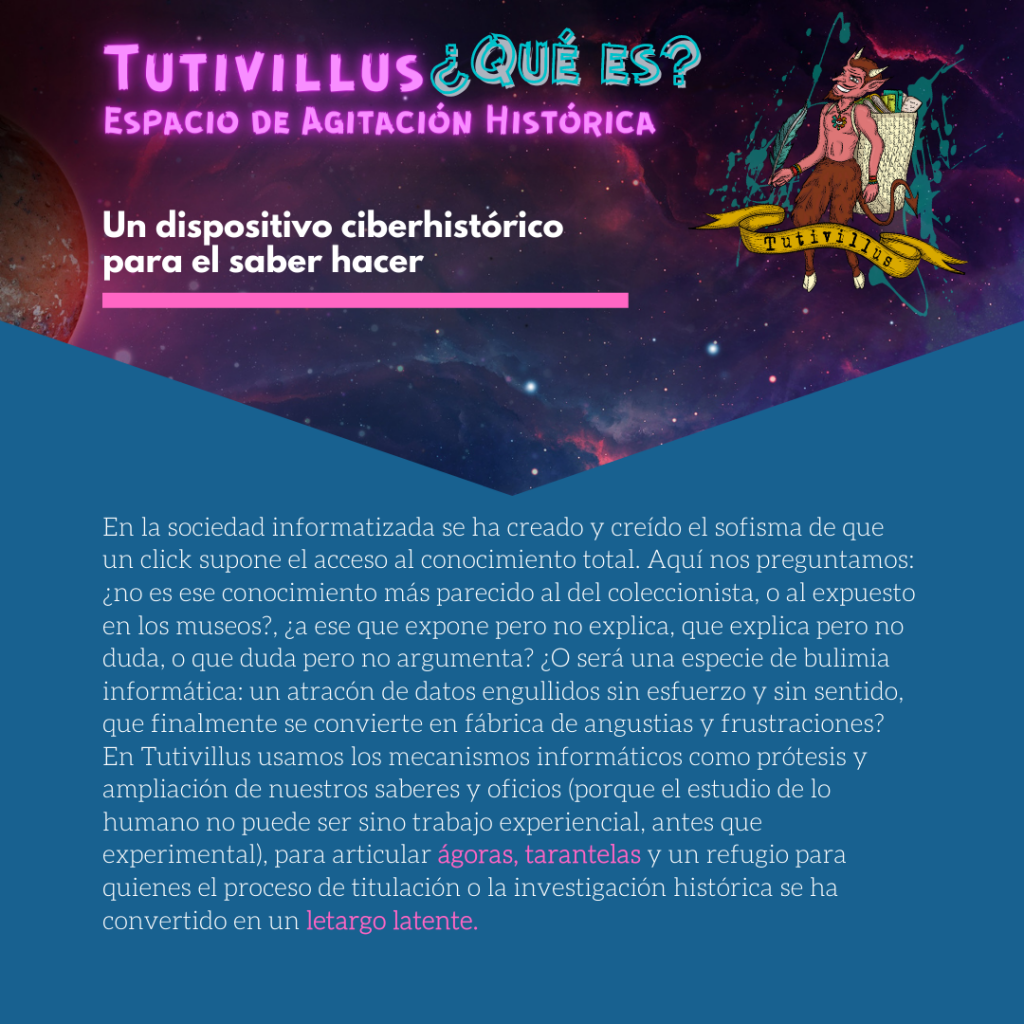 Tutivillus ¿Qué es?
Espacio de Agitación Histórica
Un dispositivo ciberhistórico
para el saber hacer
Tutivillus
En la sociedad informatizada se ha creado y creído el sofisma de que
un click supone el acceso al conocimiento total. Aquí nos preguntamos:
¿no es ese conocimiento más parecido al del coleccionista, o al expuesto
en los museos?, ¿a ese que expone pero no explica, que explica pero no
duda, o que duda pero no argumenta? ¿O será una especie de bulimia
informática: un atracón de datos engullidos sin esfuerzo y sin sentido,
que finalmente se convierte en fábrica de angustias y frustraciones?
En Tutivillus usamos los mecanismos informáticos como prótesis y
ampliación de nuestros saberes y oficios (porque el estudio de lo
humano no puede ser sino trabajo experiencial, antes que
experimental), para articular ágoras, tarantelas y un refugio para
quienes el proceso de titulación o la investigación histórica se ha
convertido en un letargo latente.